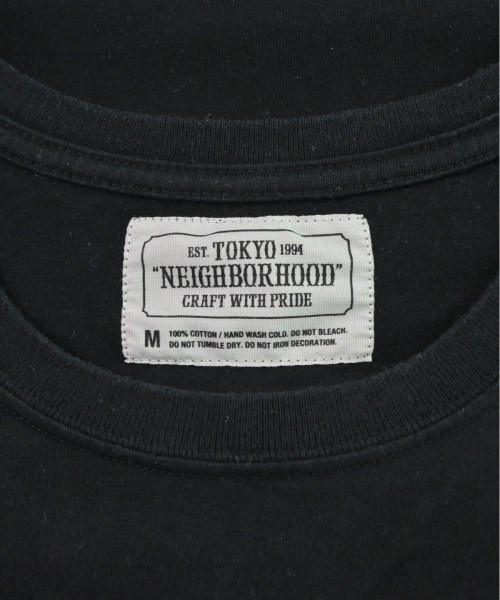 EST. TOKYO 1994
"NEIGHBORHOOD"
CRAFT WITH PRIDE
M 100% COTTON / HAND WASH COLD. DO NOT BLEACH.
DO NOT TUMBLE DRY. DO NOT IRON DECORATION.